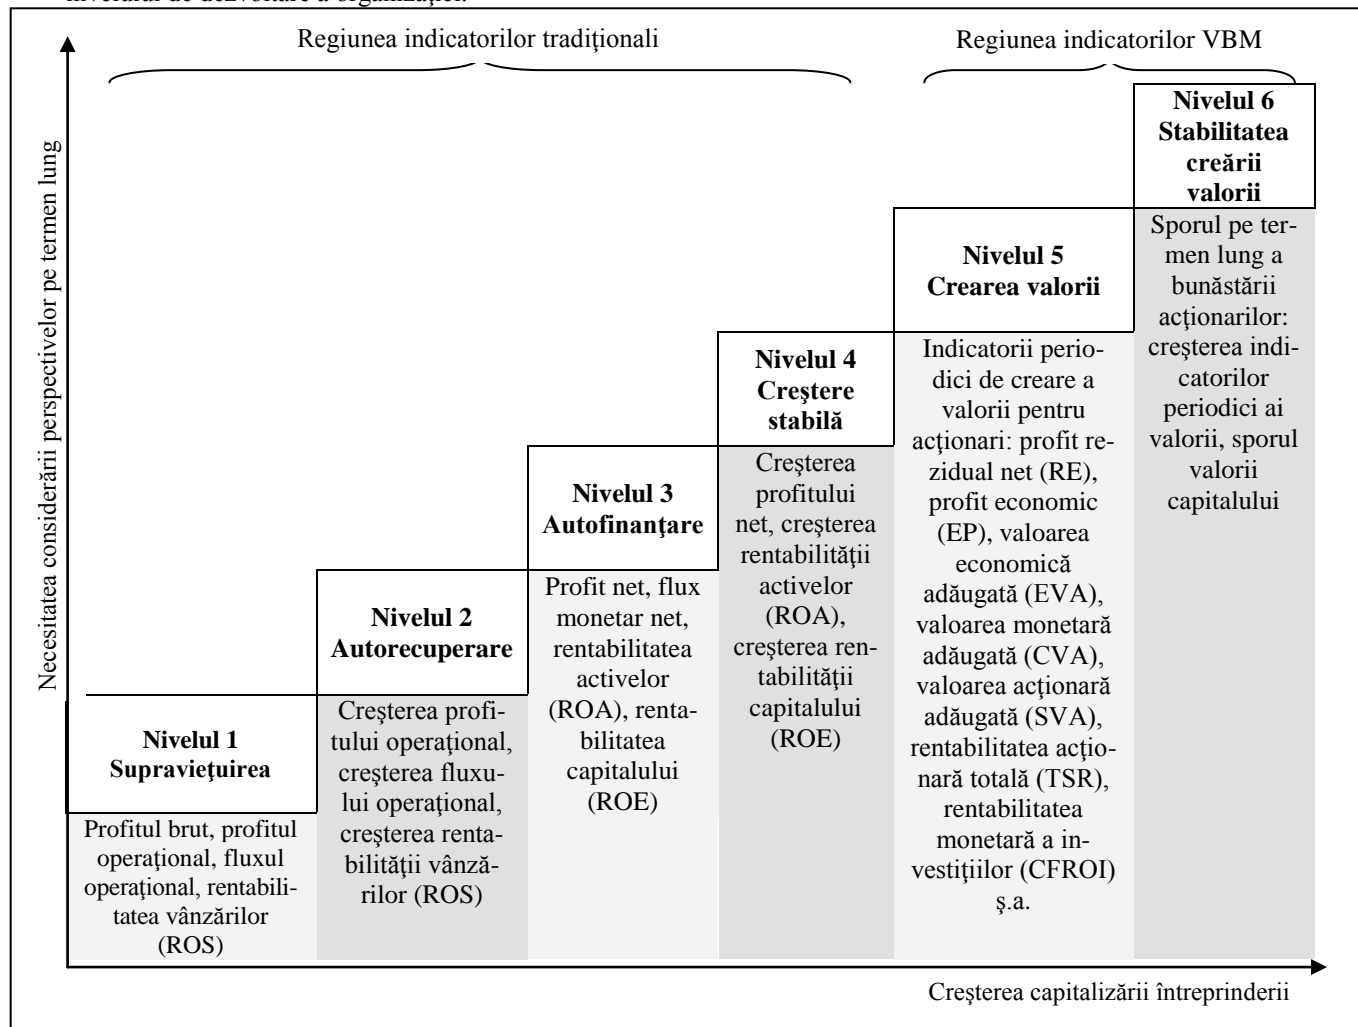 nivelului de dezvoltare a organizaţiei.
Regiunea indicatorilor tradiţionali
Regiunea indicatorilor VBM
Necesitatea considerării perspectivelor pe termen lung
Nivelul 1
Supravieţuirea
Profitul brut, profitul
operaţional, fluxul
operaţional, rentabili-
tatea vânzărilor
(ROS)
Nivelul 2
Autorecuperare
Creşterea profi-
tului operaţional,
creşterea fluxu-
lui operaţional,
creşterea renta-
bilităţii vânză-
rilor (ROS)
Nivelul 3
Autofinanţare
Profit net, flux
monetar net,
rentabilitatea
activelor
(ROA), renta-
bilitatea
capitalului
(ROE)
Nivelul 4
Creştere
stabilă
Creşterea
profitului
net, creşterea
rentabilităţii
activelor
(ROA),
creşterea ren-
tabilităţii
capitalului
(ROE)
Nivelul 5
Crearea valorii
Indicatorii perio-
dici de creare a
valorii pentru
acţionari: profit re-
zidual net (RE),
profit economic
(EP), valoarea
economică
adăugată (EVA),
valoarea monetară
adăugată (CVA),
valoarea acţionară
adăugată (SVA),
rentabilitatea acţio-
nară totală (TSR),
rentabilitatea
monetară a in-
vestiţiilor (CFROI)
ş.a.
Nivelul 6
Stabilitatea
creării
valorii
Sporul pe ter-
men lung a
bunăstării
acţionarilor:
creşterea indi-
catorilor
periodici ai
valorii, sporul
valorii
capitalului
Creşterea capitalizării întreprinderii